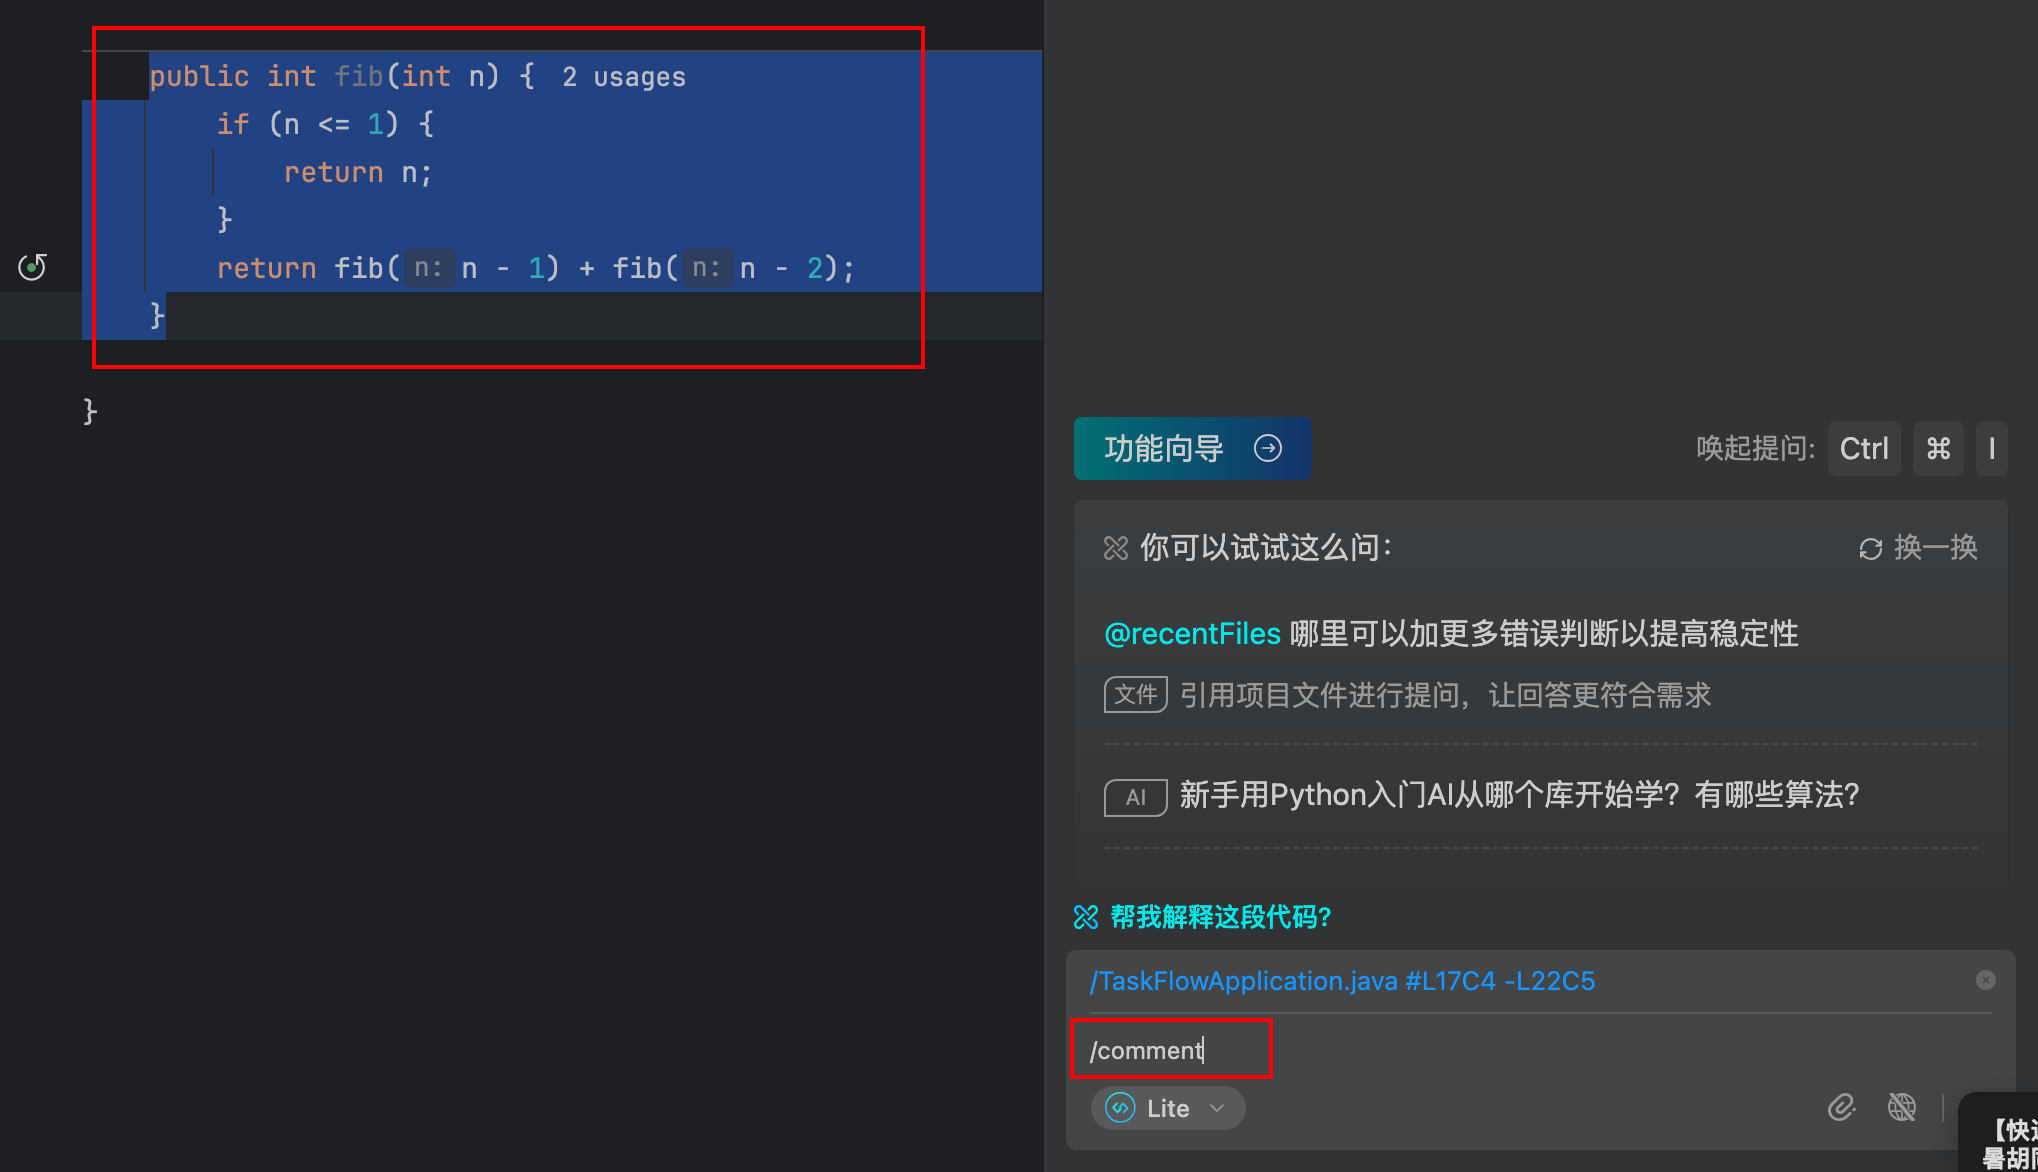 public int fib(int n) { 2 usages
if (n <= 1) {
return n;
}
return fib( n: n - 1) + fib( n: n - 2);
}
}
功能向导
唤起提问: Ctrl ⌘ I
你可以试试这么问：
换一换
@recentFiles 哪里可以加更多错误判断以提高稳定性
文件 引用项目文件进行提问，让回答更符合需求
AI 新手用Python入门AI从哪个库开始学？有哪些算法？
帮我解释这段代码?
/TaskFlowApplication.java #L17C4 -L22C5
/comment
Lite
【快
暑胡